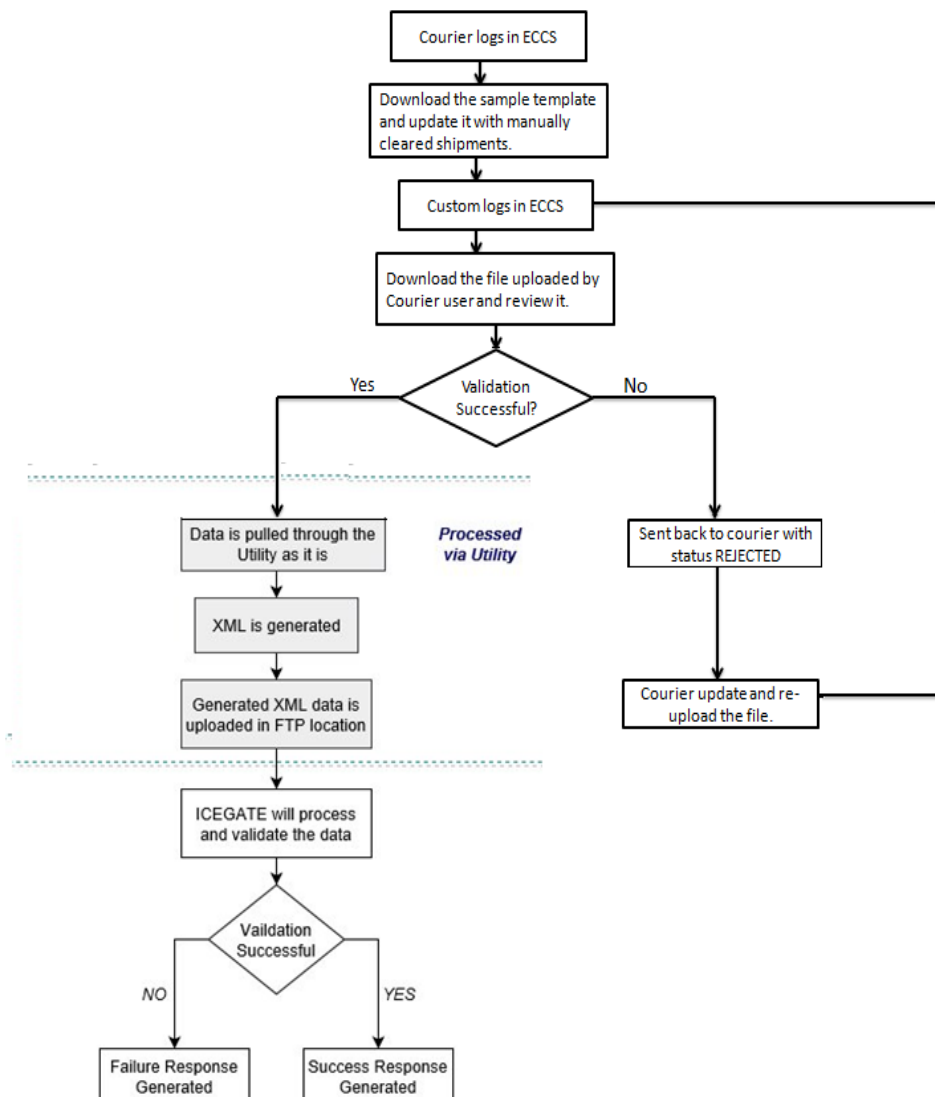 Courier logs in ECCS
Download the sample template
and update it with manually
cleared shipments.
Custom logs in ECCS
Download the file uploaded by
Courier user and review it.
Yes
Validation
Successful?
No
Data is pulled through the
Utility as it is
Processed
via Utility
Sent back to courier with
status REJECTED
XML is generated
Generated XML data is
uploaded in FTP location
Courier update and re-
upload the file.
ICEGATE will process
and validate the data
Vaildation
Successful
NO
YES
Failure Response
Generated
Success Response
Generated